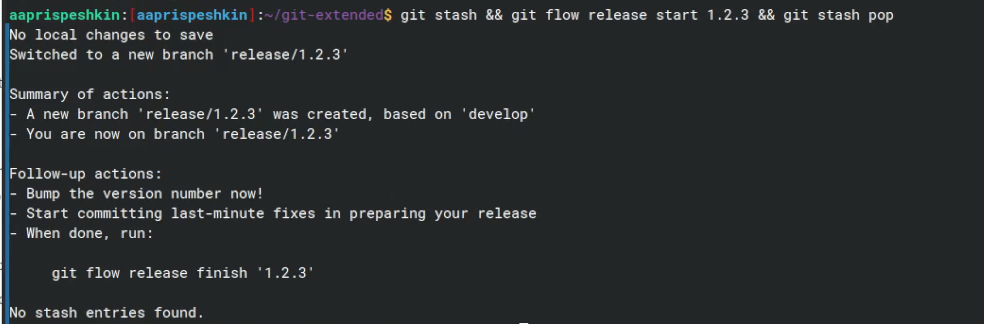 aaprispeshkin:[aaprispeshkin]:~/git-extended$ git stash && git flow release start 1.2.3 && git stash pop
No local changes to save
Switched to a new branch 'release/1.2.3'
Summary of actions:
- A new branch 'release/1.2.3' was created, based on 'develop'
- You are now on branch 'release/1.2.3'
Follow-up actions:
- Bump the version number now!
- Start committing last-minute fixes in preparing your release
- When done, run:
git flow release finish '1.2.3'
No stash entries found.